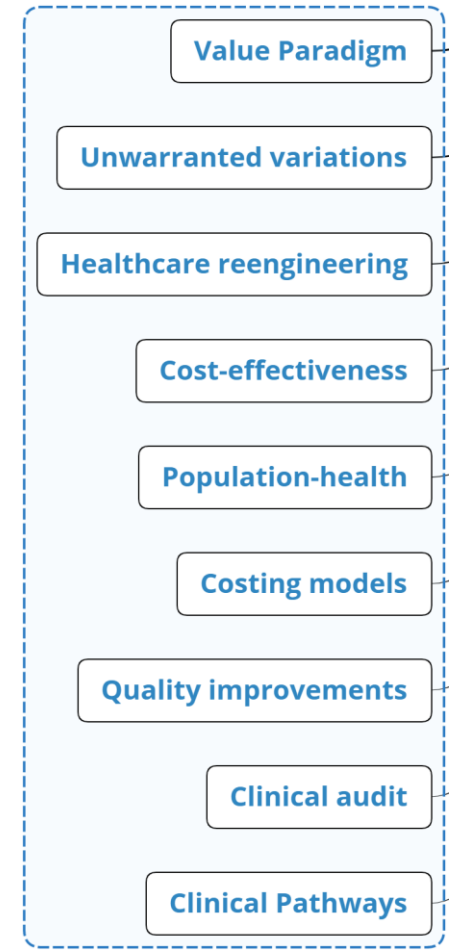 Value Paradigm
Unwarranted variations
Healthcare reengineering
Cost-effectiveness
Population-health
Costing models
Quality improvements
Clinical audit
Clinical Pathways